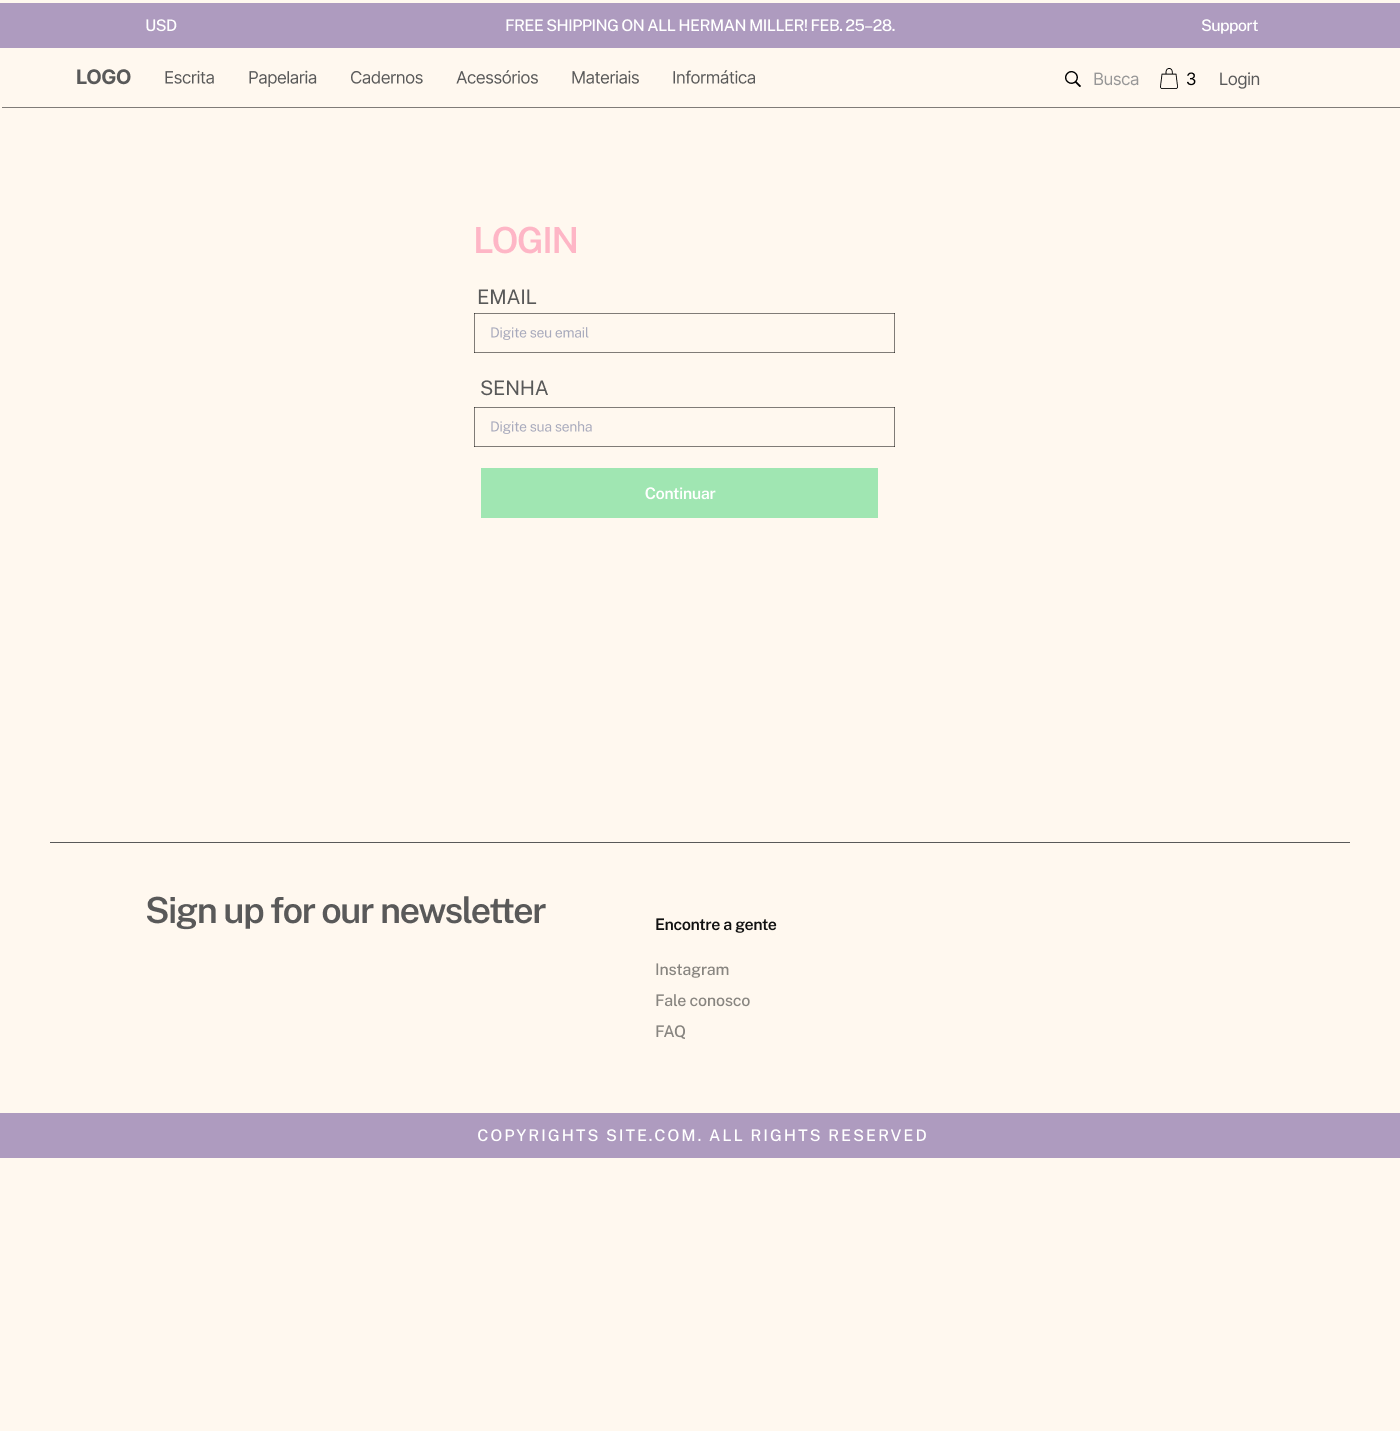 USD FREE SHIPPING ON ALL HERMAN MILLER! FEB. 25–28. Support
LOGO Escrita Papelaria Cadernos Acessórios Materiais Informática Busca 3 Login
LOGIN
EMAIL
Digite seu email
SENHA
Digite sua senha
Continuar
Sign up for our newsletter
Encontre a gente
Instagram
Fale conosco
FAQ
COPYRIGHTS SITE.COM. ALL RIGHTS RESERVED